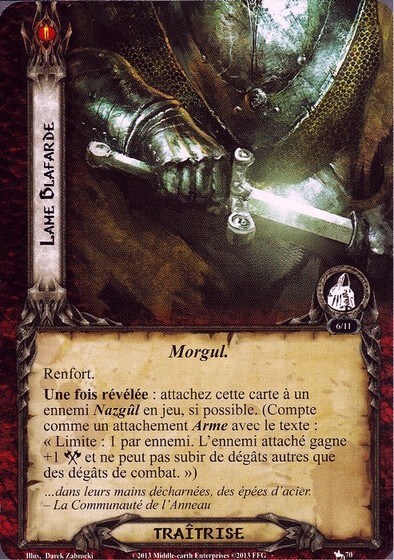 LAME BLAFARDE
6/11
Morgul.
Renfort.
Une fois révélée : attachez cette carte à un
ennemi Nazgûl en jeu, si possible. (Compte
comme un attachement Arme avec le texte :
« Limite : 1 par ennemi. L'ennemi attaché gagne
+1 et ne peut pas subir de dégâts autres que
des dégâts de combat. »)
...dans leurs mains décharnées, des épées d'acier.
– La Communauté de l'Anneau
TRAÎTRISE
Illus. Darek Zabrocki ©2013 Middle-earth Enterprises ©2013 FFG 70